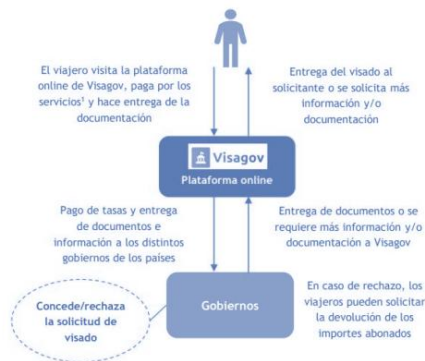 El viajero visita la plataforma
online de Visagov, paga por los
servicios¹ y hace entrega de la
documentación
Entrega del visado al
solicitante o se solicita más
información y/o
documentación
Visagov
Plataforma online
Pago de tasas y entrega
de documentos e
información a los distintos
gobiernos de los países
Entrega de documentos o se
requiere más información y/o
documentación a Visagov
Concede/rechaza
la solicitud de
visado
Gobiernos
En caso de rechazo, los
viajeros pueden solicitar
la devolución de los
importes abonados